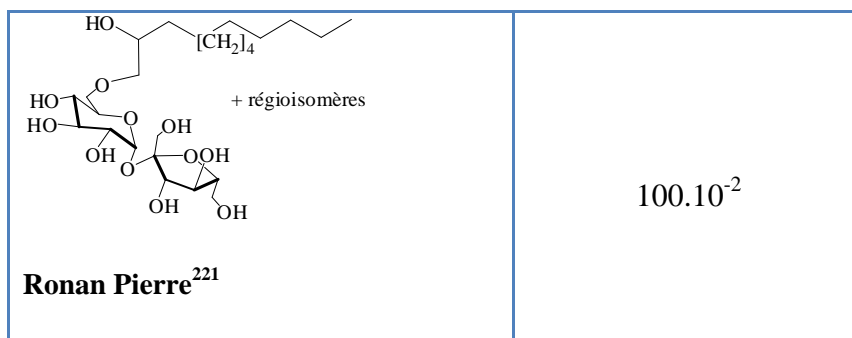 HO
[CH₂]₄
O
+ régioisomères
HO
O
HO
OH
OH
O
OOH
OH
OH
100.10⁻²
Ronan Pierre²²¹